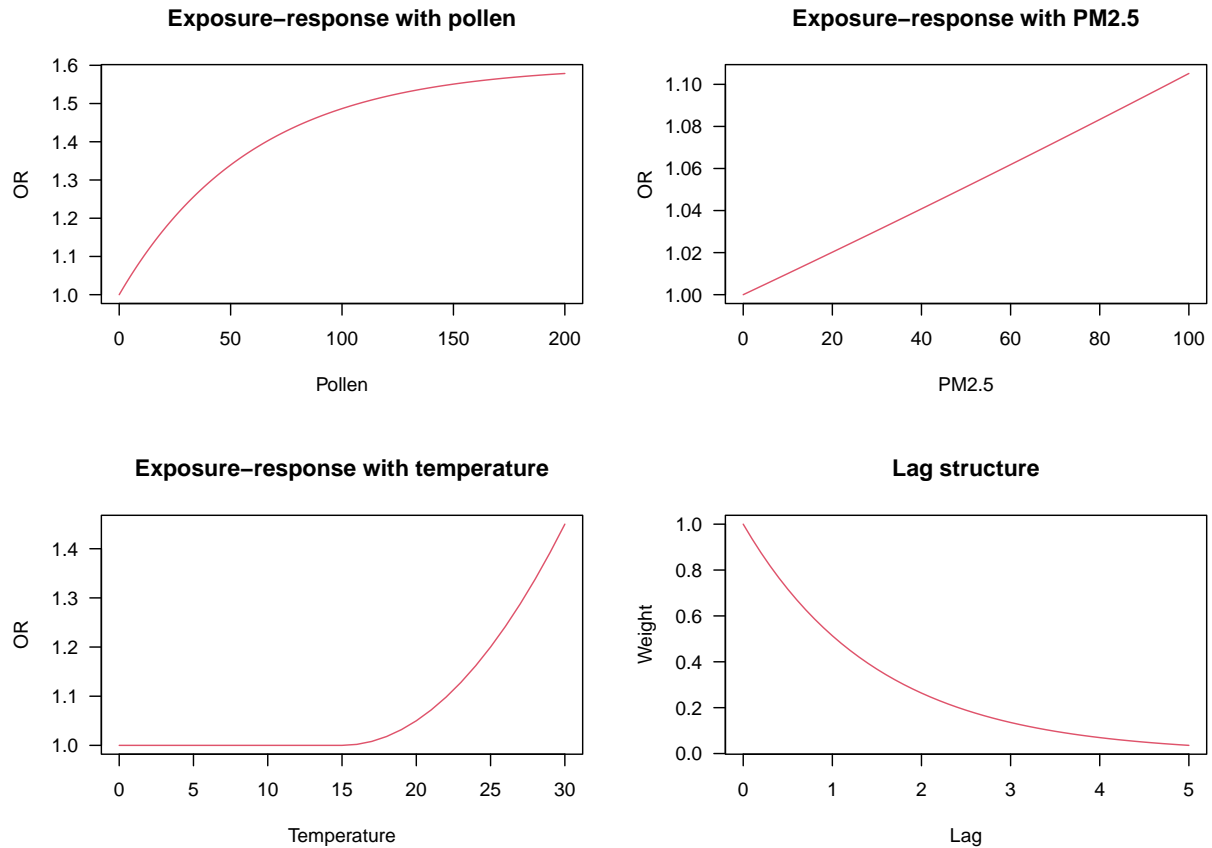 Exposure−response with pollen
OR
1.6
1.5
1.4
1.3
1.2
1.1
1.0
0 50 100 150 200
Pollen
Exposure−response with PM2.5
OR
1.10
1.08
1.06
1.04
1.02
1.00
0 20 40 60 80 100
PM2.5
Exposure−response with temperature
OR
1.4
1.3
1.2
1.1
1.0
0 5 10 15 20 25 30
Temperature
Lag structure
Weight
1.0
0.8
0.6
0.4
0.2
0.0
0 1 2 3 4 5
Lag